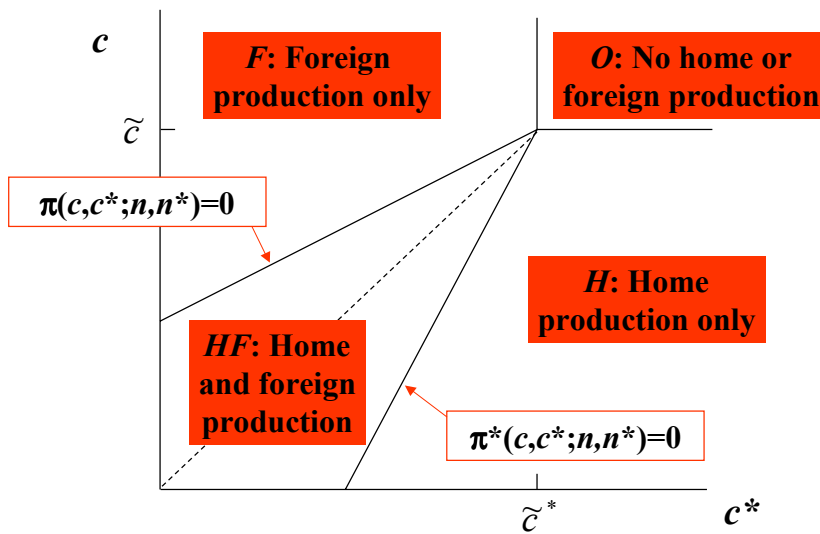 c
F: Foreign
production only
O: No home or
foreign production
c̃
π(c,c*;n,n*)=0
H: Home
production only
HF: Home
and foreign
production
π*(c,c*;n,n*)=0
c̃*
c*